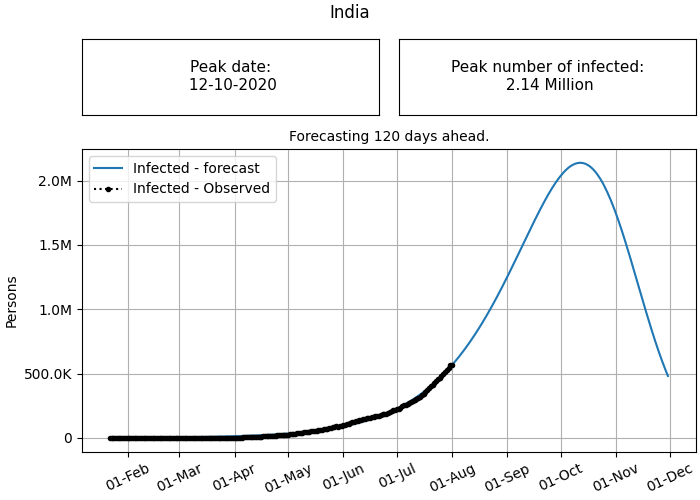 India
Peak date:
12-10-2020
Peak number of infected:
2.14 Million
Forecasting 120 days ahead.
Infected - forecast
Infected - Observed
Persons
2.0M
1.5M
1.0M
500.0K
0
01-Feb
01-Mar
01-Apr
01-May
01-Jun
01-Jul
01-Aug
01-Sep
01-Oct
01-Nov
01-Dec